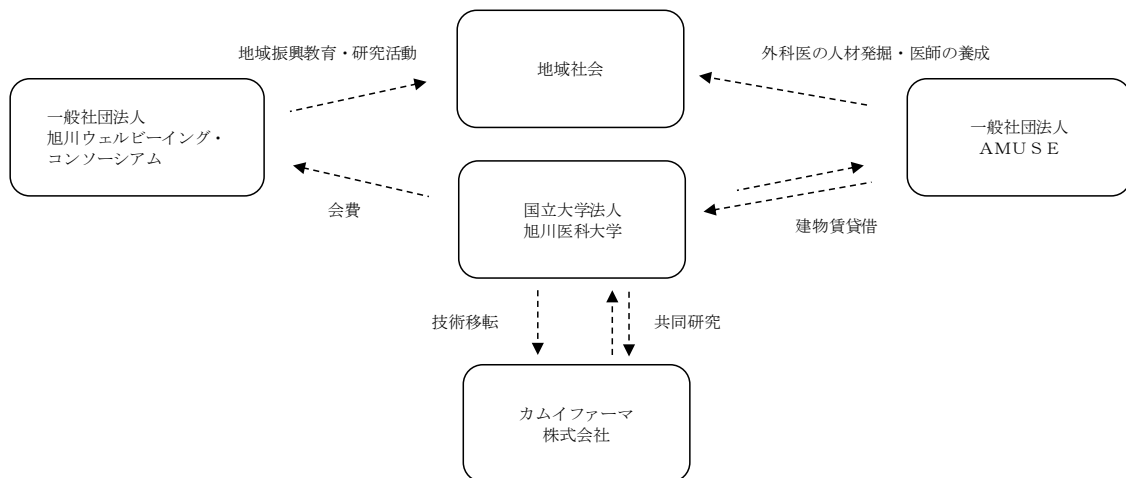 地域振興教育・研究活動
地域社会
外科医の人材発掘・医師の養成
一般社団法人
旭川ウェルビーイング・
コンソーシアム
一般社団法人
ＡＭＵＳＥ
会費
国立大学法人
旭川医科大学
建物賃貸借
技術移転
共同研究
カムイファーマ
株式会社